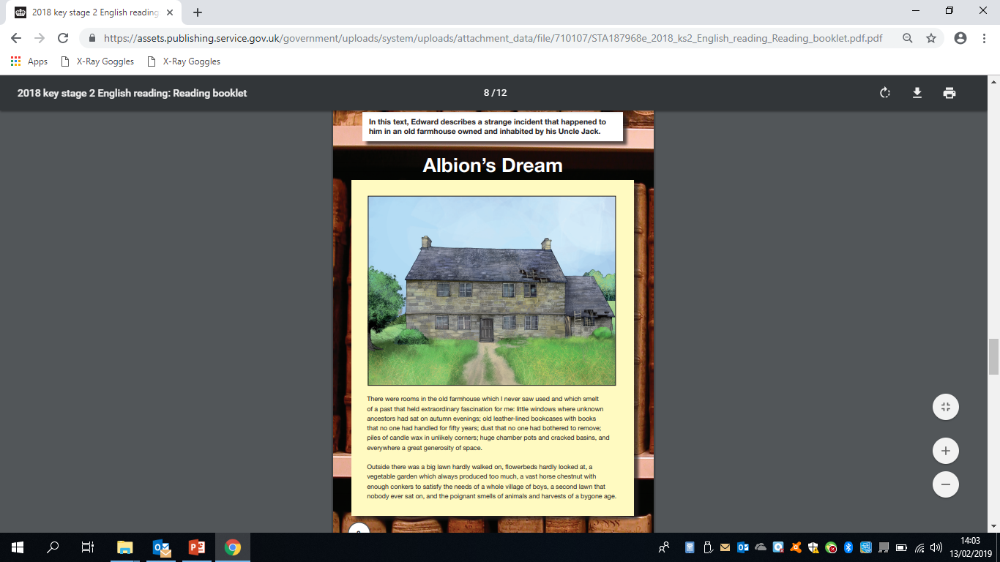 2018 key stage 2 English reading
https://assets.publishing.service.gov.uk/government/uploads/system/uploads/attachment_data/file/710107/STA187968e_2018_ks2_English_reading_Reading_booklet.pdf.pdf
Apps X-Ray Goggles X-Ray Goggles
2018 key stage 2 English reading: Reading booklet 8 / 12
In this text, Edward describes a strange incident that happened to
him in an old farmhouse owned and inhabited by his Uncle Jack.
Albion's Dream
There were rooms in the old farmhouse which I never saw used and which smelt
of a past that held extraordinary fascination for me: little windows where unknown
ancestors had sat on autumn evenings; old leather-lined bookcases with books
that no one had handled for fifty years; dust that no one had bothered to remove;
piles of candle wax in unlikely corners; huge chamber pots and cracked basins, and
everywhere a great generosity of space.
Outside there was a big lawn hardly walked on, flowerbeds hardly looked at, a
vegetable garden which always produced too much, a vast horse chestnut with
enough conkers to satisfy the needs of a whole village of boys, a second lawn that
nobody ever sat on, and the poignant smells of animals and harvests of a bygone age.
14:03
13/02/2019